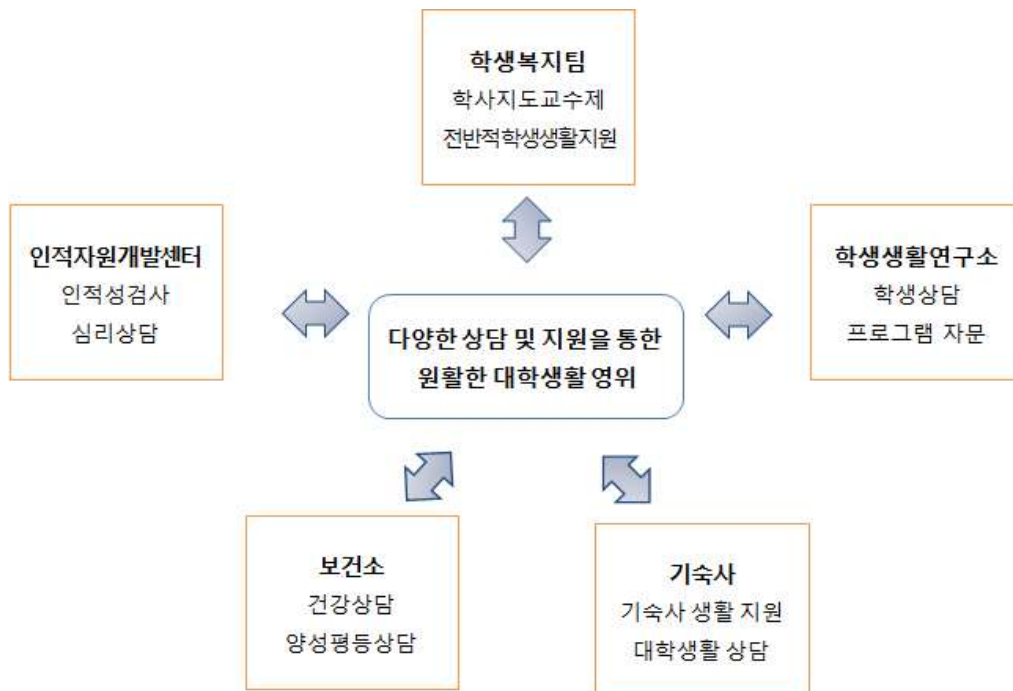 학생복지팀
학사지도교수제
전반적학생생활지원
인적자원개발센터
인적성검사
심리상담
학생생활연구소
학생상담
프로그램 자문
다양한 상담 및 지원을 통한
원활한 대학생활 영위
보건소
건강상담
양성평등상담
기숙사
기숙사 생활 지원
대학생활 상담